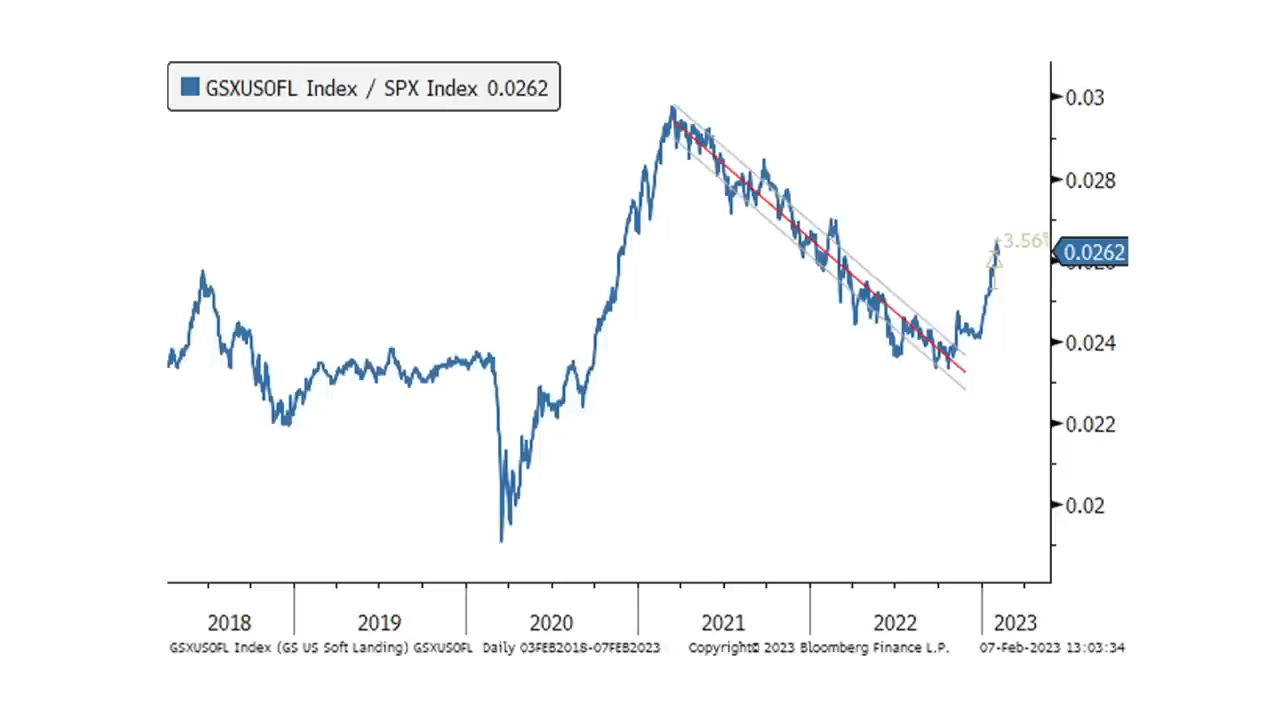 GSXUSOFL Index / SPX Index 0.0262
0.03
0.028
+3.56%
0.0262
0.024
0.022
0.02
2018 2019 2020 2021 2022 2023
GSXUSOFL Index (GS US Soft Landing) GSXUSOFL Daily 03FEB2018-07FEB2023 Copyright© 2023 Bloomberg Finance L.P. 07-Feb-2023 13:03:34